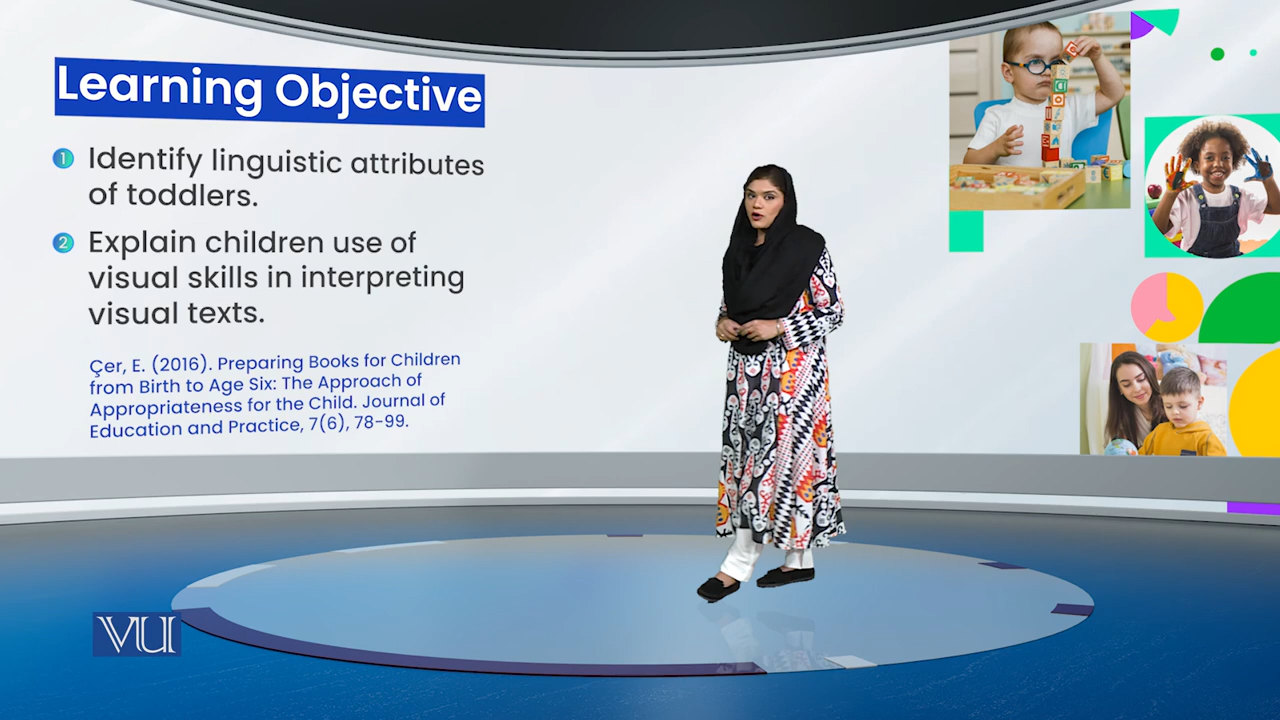 Learning Objective
1 Identify linguistic attributes
of toddlers.
2 Explain children use of
visual skills in interpreting
visual texts.
Çer, E. (2016). Preparing Books for Children
from Birth to Age Six: The Approach of
Appropriateness for the Child. Journal of
Education and Practice, 7(6), 78-99.
VU